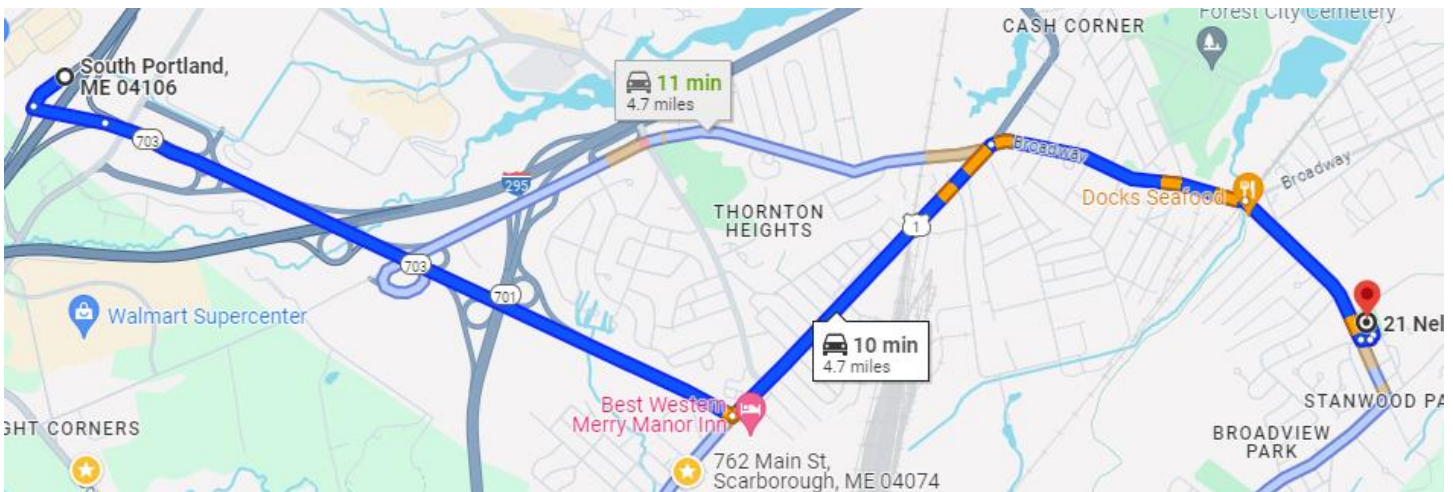 Forest City Cemetery
CASH CORNER
South Portland,
ME 04106
11 min
4.7 miles
703
Broadway
Broadway
295
Docks Seafood
THORNTON
HEIGHTS
1
703
701
Walmart Supercenter
21 Nel
10 min
4.7 miles
Best Western
Merry Manor Inn
STANWOOD PA
GHT CORNERS
BROADVIEW
PARK
762 Main St,
Scarborough, ME 04074